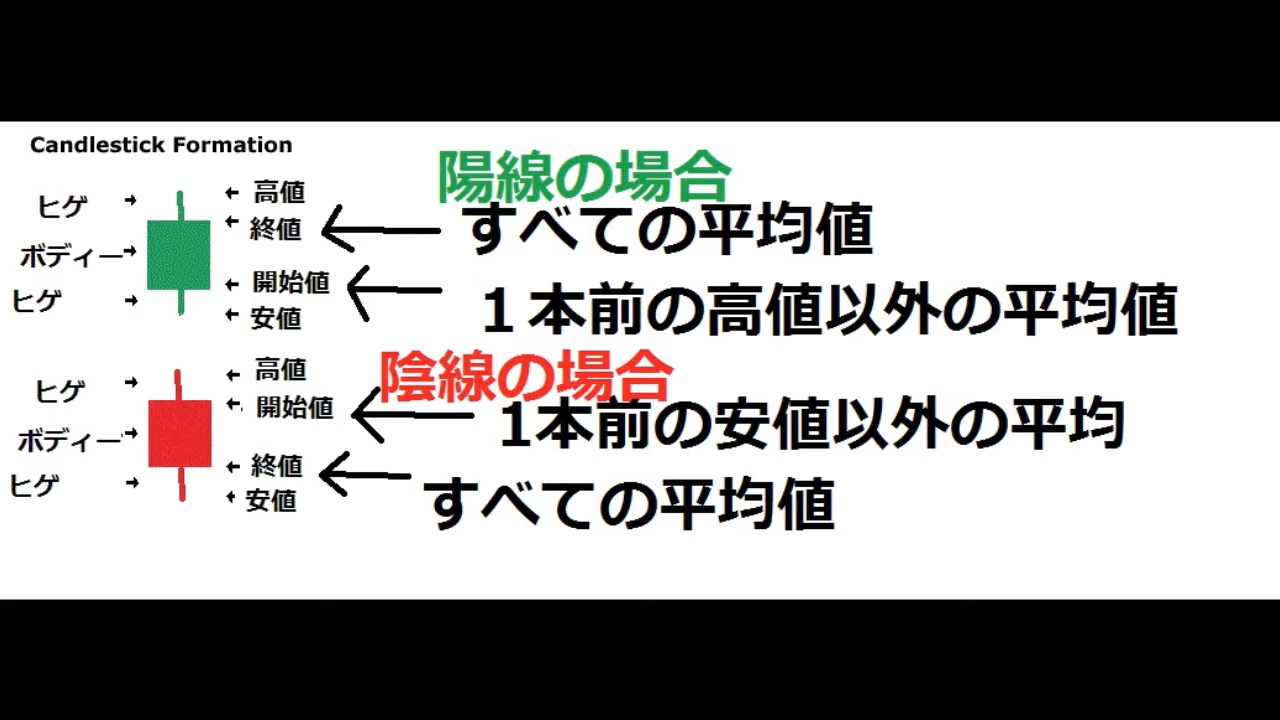 Candlestick Formation
陽線の場合
ヒゲ
高値
終値
すべての平均値
ボディー
開始値
1本前の高値以外の平均値
ヒゲ
安値
陰線の場合
高値
ヒゲ
開始値
1本前の安値以外の平均
ボディー
終値
すべての平均値
ヒゲ
安値